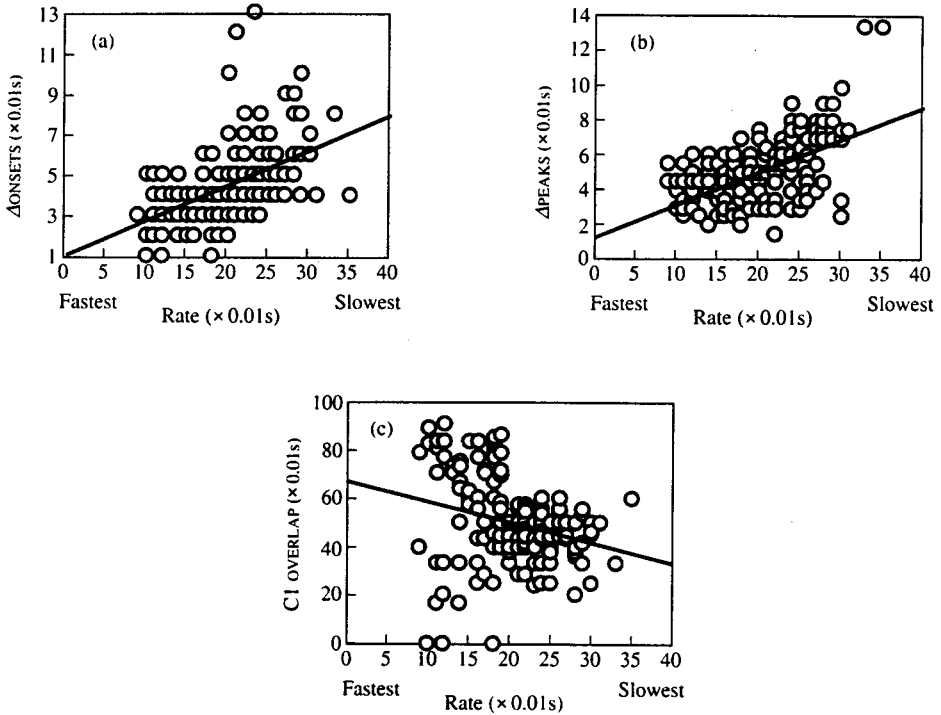 (a)
ΔONSETS (×0.01s)
13
11
9
7
5
3
1
0 5 10 15 20 25 30 35 40
Fastest Slowest
Rate (×0.01s)
(b)
ΔPEAKS (×0.01s)
14
12
10
8
6
4
2
0
0 5 10 15 20 25 30 35 40
Fastest Slowest
Rate (×0.01s)
(c)
C1 OVERLAP (×0.01s)
100
80
60
40
20
0
0 5 10 15 20 25 30 35 40
Fastest Slowest
Rate (×0.01s)